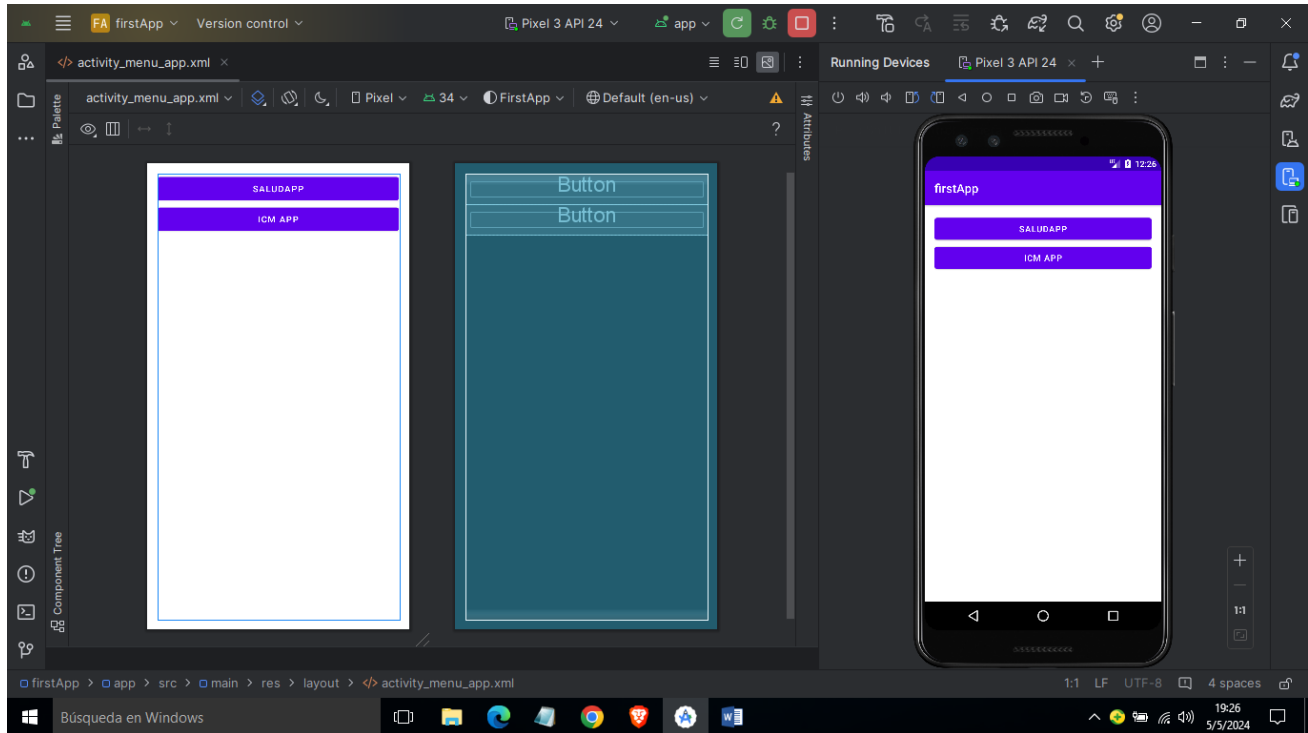 FA firstApp Version control Pixel 3 API 24 app
activity_menu_app.xml
Running Devices Pixel 3 API 24
activity_menu_app.xml Pixel 34 FirstApp Default (en-us)
Palette
Attributes
?
SALUDAPP
ICM APP
Button
Button
12:26
firstApp
SALUDAPP
ICM APP
Component Tree
1:1
firstApp > app > src > main > res > layout > activity_menu_app.xml
1:1 LF UTF-8 4 spaces
Búsqueda en Windows
19:26
5/5/2024